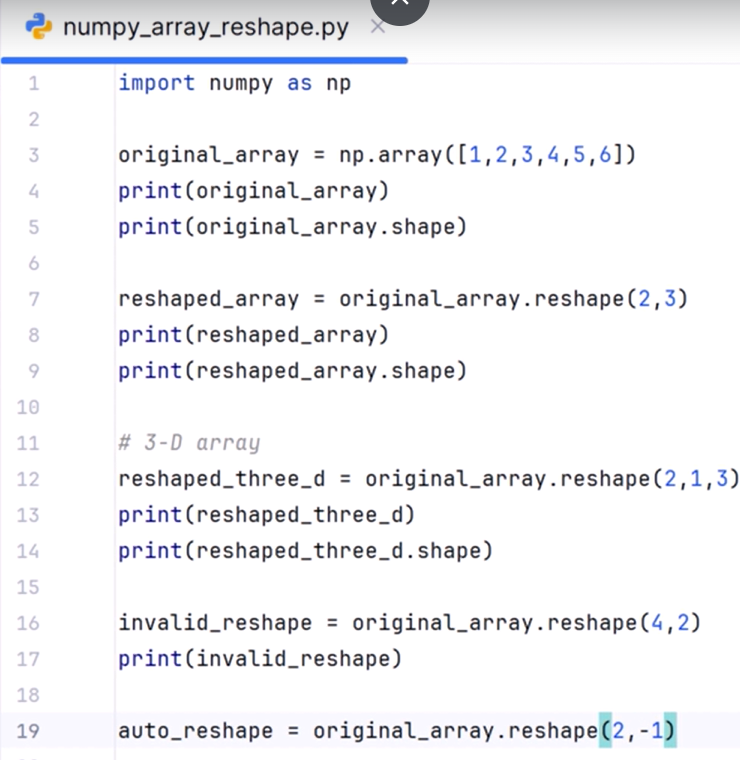 numpy_array_reshape.py
1 import numpy as np
2
3 original_array = np.array([1,2,3,4,5,6])
4 print(original_array)
5 print(original_array.shape)
6
7 reshaped_array = original_array.reshape(2,3)
8 print(reshaped_array)
9 print(reshaped_array.shape)
10
11 # 3-D array
12 reshaped_three_d = original_array.reshape(2,1,3)
13 print(reshaped_three_d)
14 print(reshaped_three_d.shape)
15
16 invalid_reshape = original_array.reshape(4,2)
17 print(invalid_reshape)
18
19 auto_reshape = original_array.reshape(2,-1)